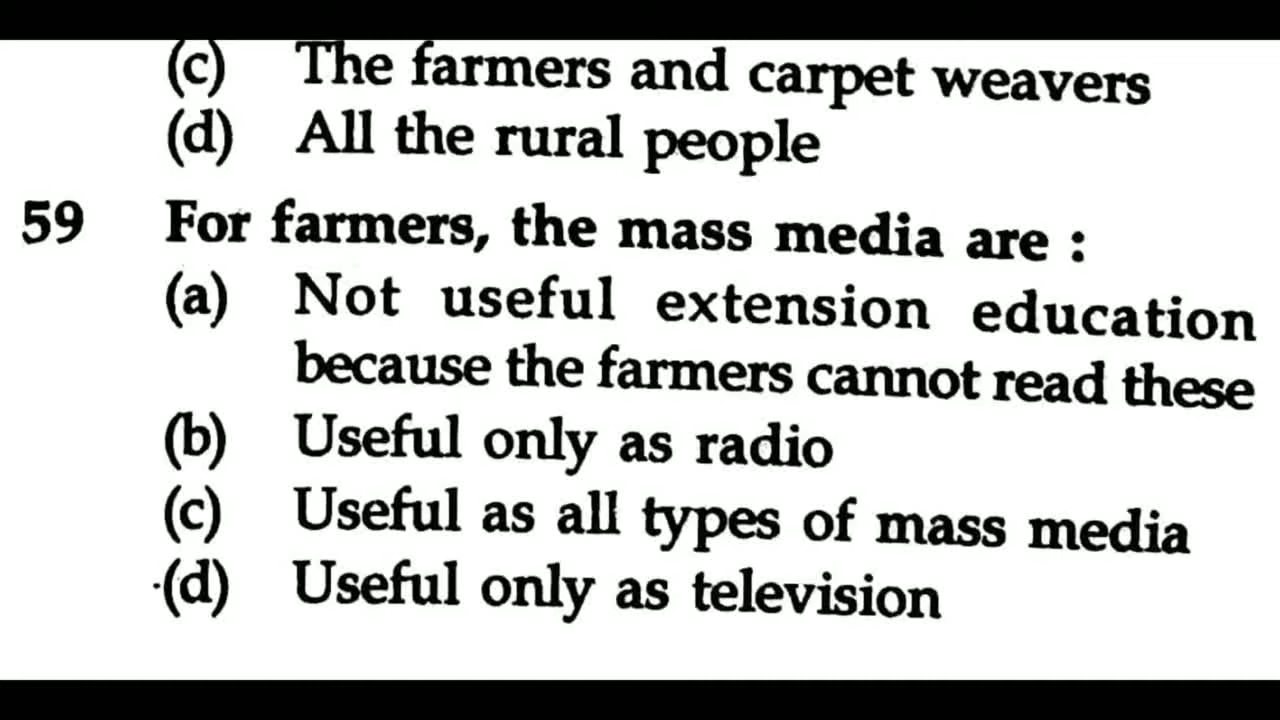 (c) The farmers and carpet weavers
(d) All the rural people
59 For farmers, the mass media are :
(a) Not useful extension education
because the farmers cannot read these
(b) Useful only as radio
(c) Useful as all types of mass media
(d) Useful only as television